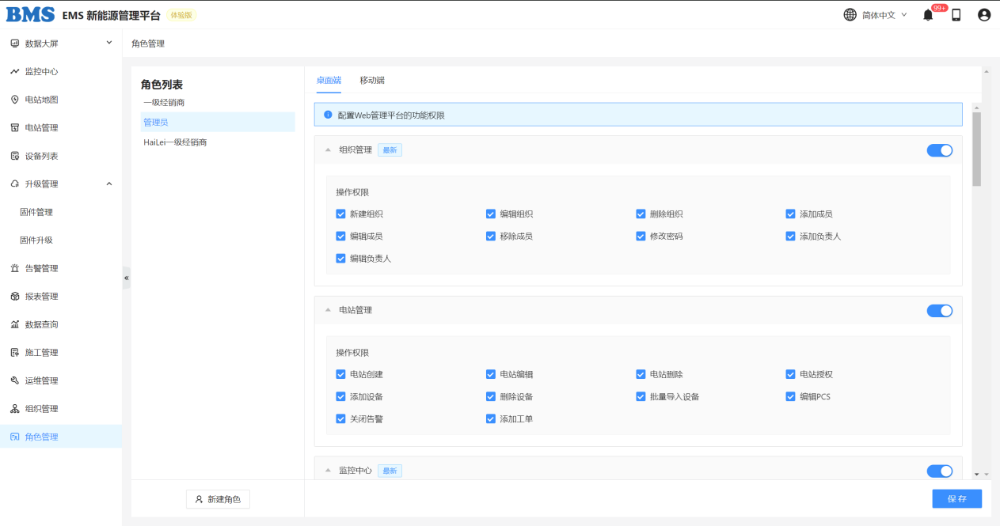 BMS EMS 新能源管理平台 体验版
简体中文 99+
数据大屏
监控中心
电站地图
电站管理
设备列表
升级管理
固件管理
固件升级
告警管理
报表管理
数据查询
施工管理
运维管理
组织管理
角色管理
角色管理
角色列表
一级经销商
管理员
HaiLei一级经销商
新建角色
桌面端 移动端
配置Web管理平台的功能权限
组织管理 最新
操作权限
新建组织 编辑组织 删除组织 添加成员
编辑成员 移除成员 修改密码 添加负责人
编辑负责人
电站管理
操作权限
电站创建 电站编辑 电站删除 电站授权
添加设备 删除设备 批量导入设备 编辑PCS
关闭告警 添加工单
监控中心 最新
保存